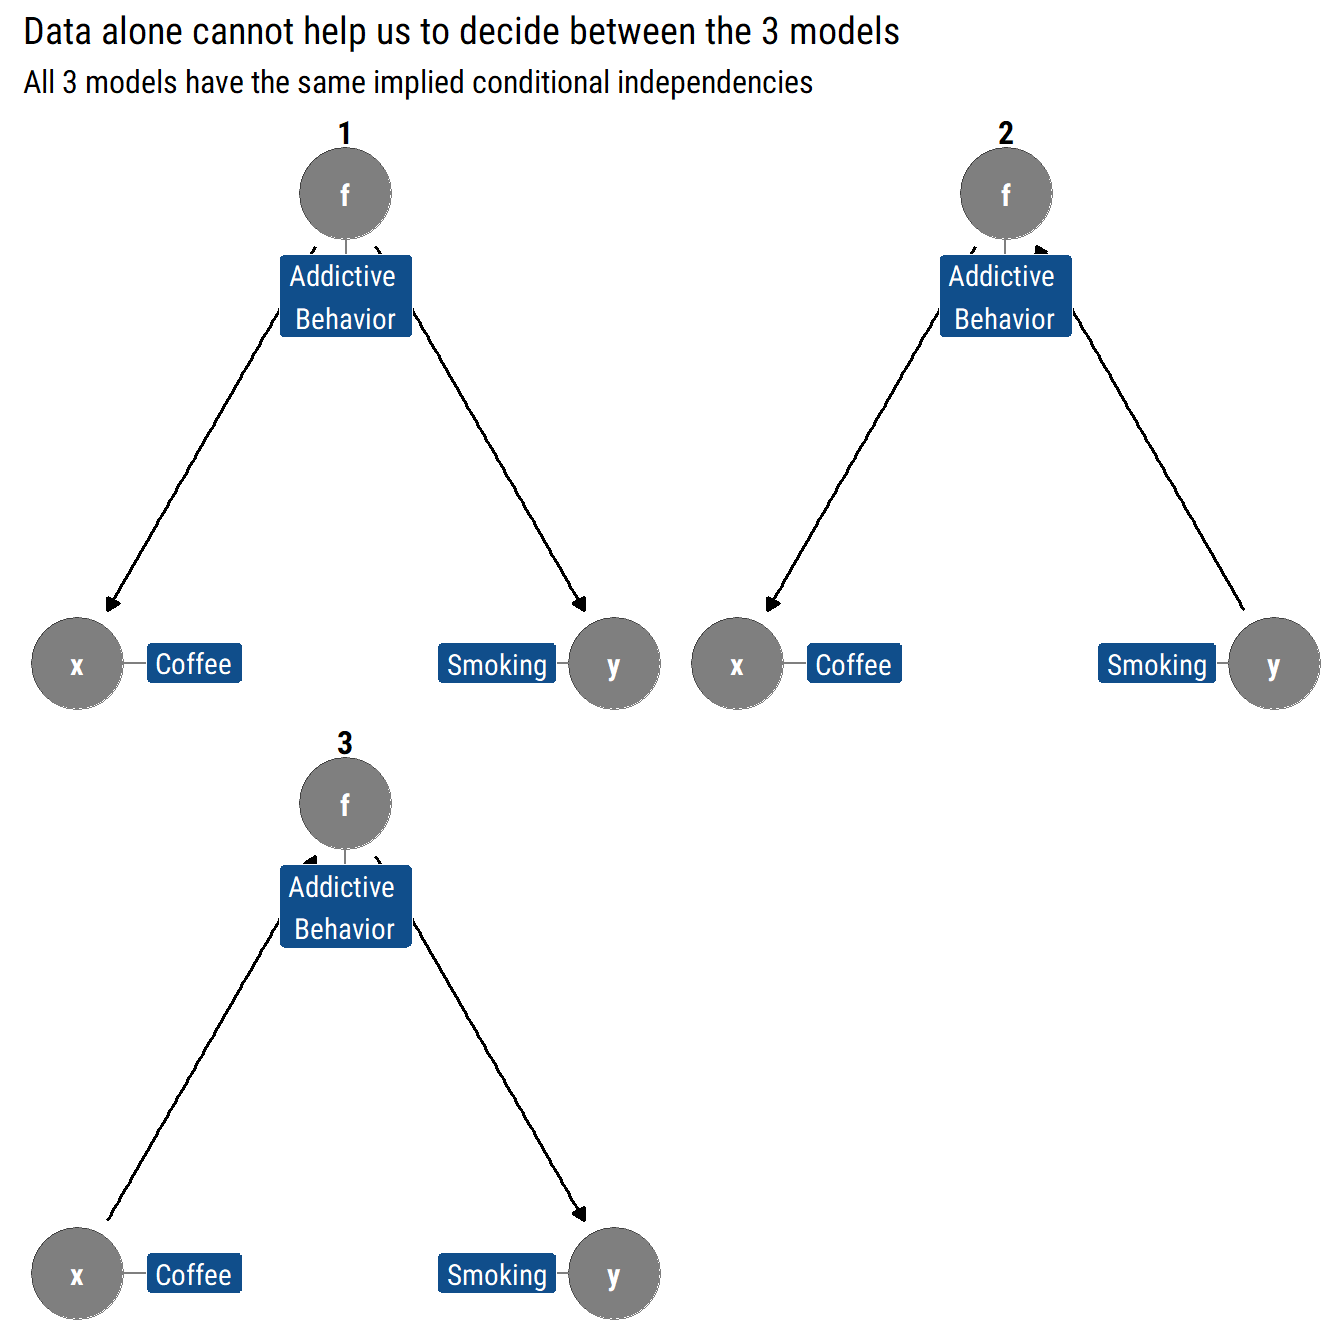 Data alone cannot help us to decide between the 3 models
All 3 models have the same implied conditional independencies
1
f
Addictive
Behavior
x
Coffee
Smoking
y
2
f
Addictive
Behavior
x
Coffee
Smoking
y
3
f
Addictive
Behavior
x
Coffee
Smoking
y